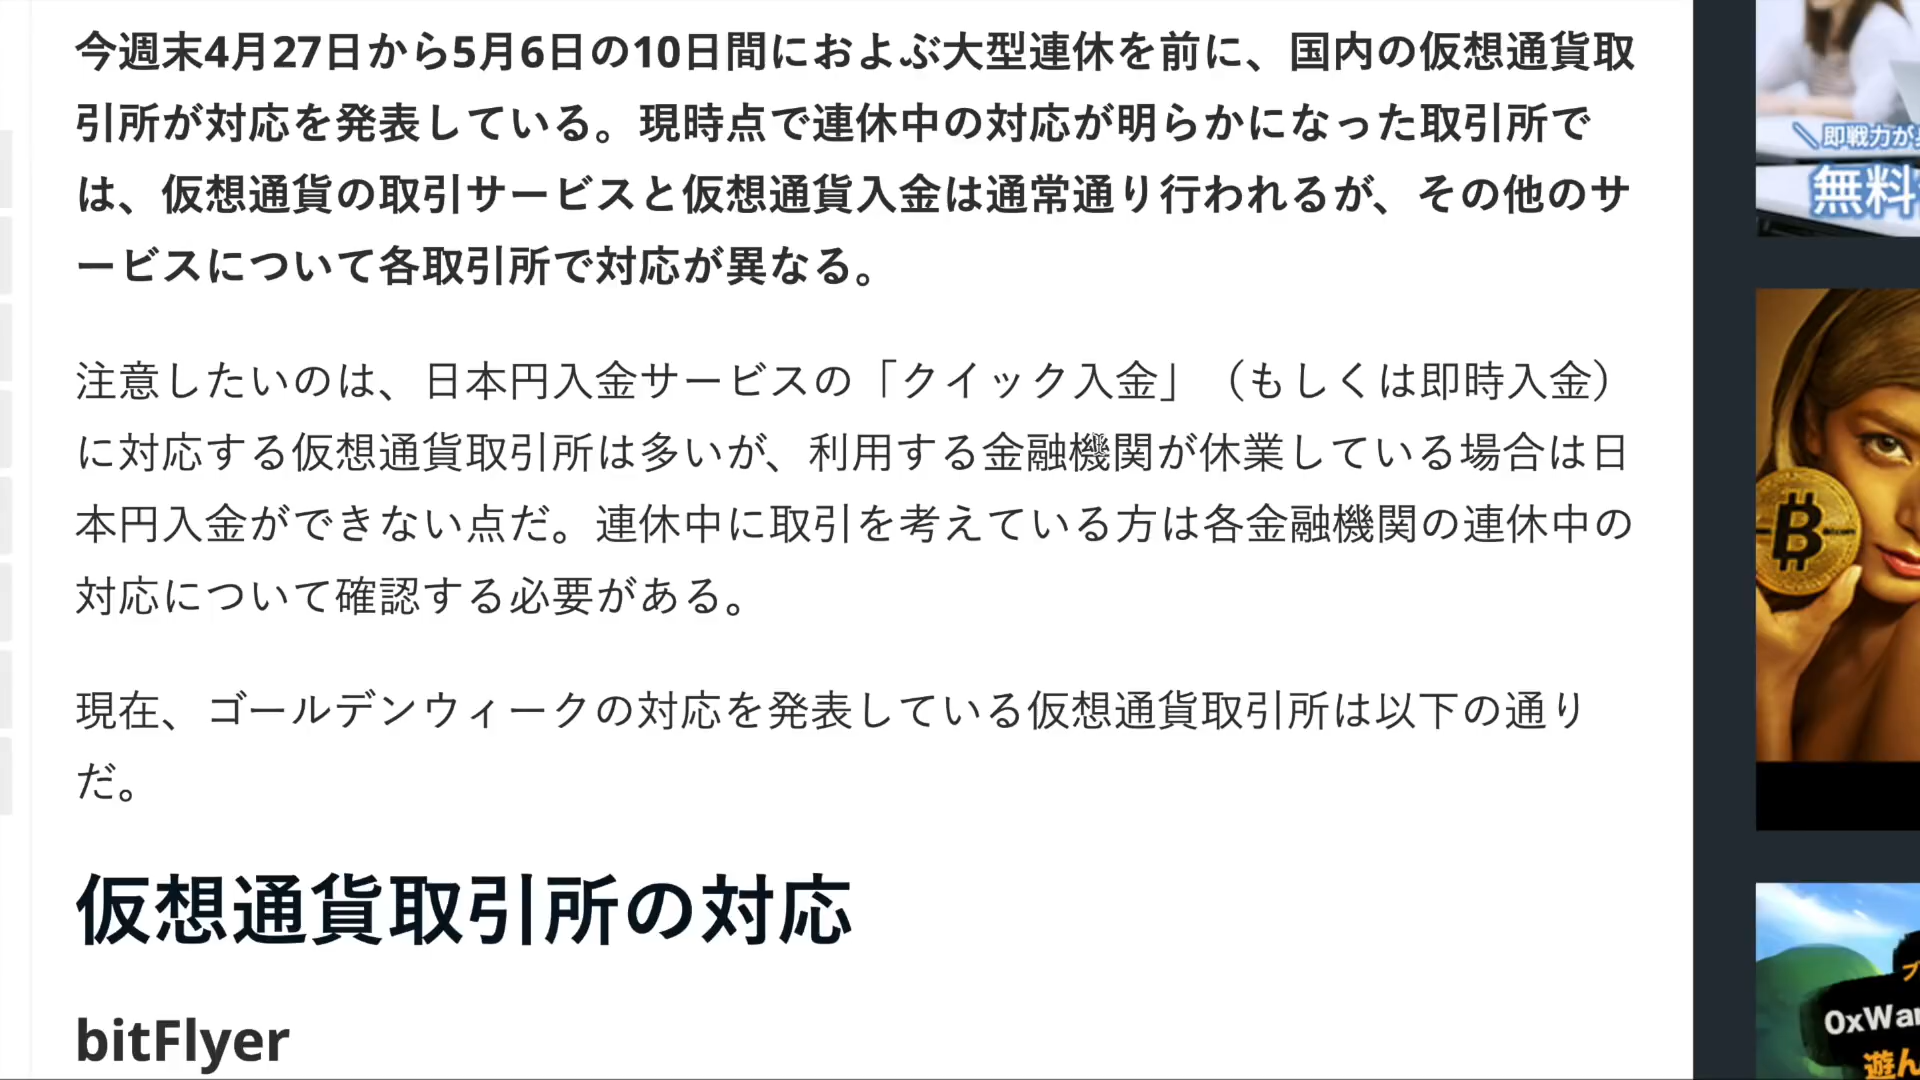 今週末4月27日から5月6日の10日間におよぶ大型連休を前に、国内の仮想通貨取
引所が対応を発表している。現時点で連休中の対応が明らかになった取引所で
は、仮想通貨の取引サービスと仮想通貨入金は通常通り行われるが、その他のサ
ービスについて各取引所で対応が異なる。
注意したいのは、日本円入金サービスの「クイック入金」（もしくは即時入金）
に対応する仮想通貨取引所は多いが、利用する金融機関が休業している場合は日
本円入金ができない点だ。連休中に取引を考えている方は各金融機関の連休中の
対応について確認する必要がある。
現在、ゴールデンウィークの対応を発表している仮想通貨取引所は以下の通り
だ。
仮想通貨取引所の対応
bitFlyer
即戦力が
無料
0xWar
遊ん